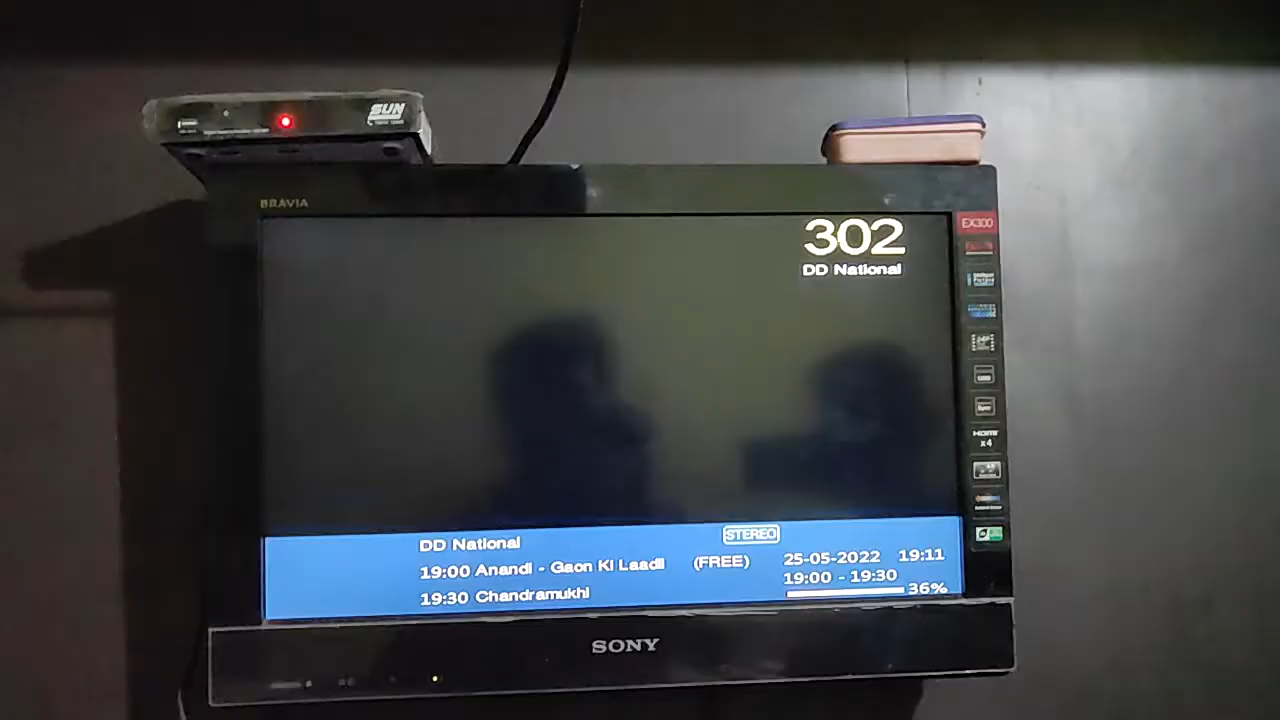 SUN
BRAVIA
302
DD National
EX300
HDMI
x4
DD National
STEREO
19:00 Anandi - Gaon Ki Laadli (FREE) 25-05-2022 19:11
19:00 - 19:30
19:30 Chandramukhi
36%
SONY